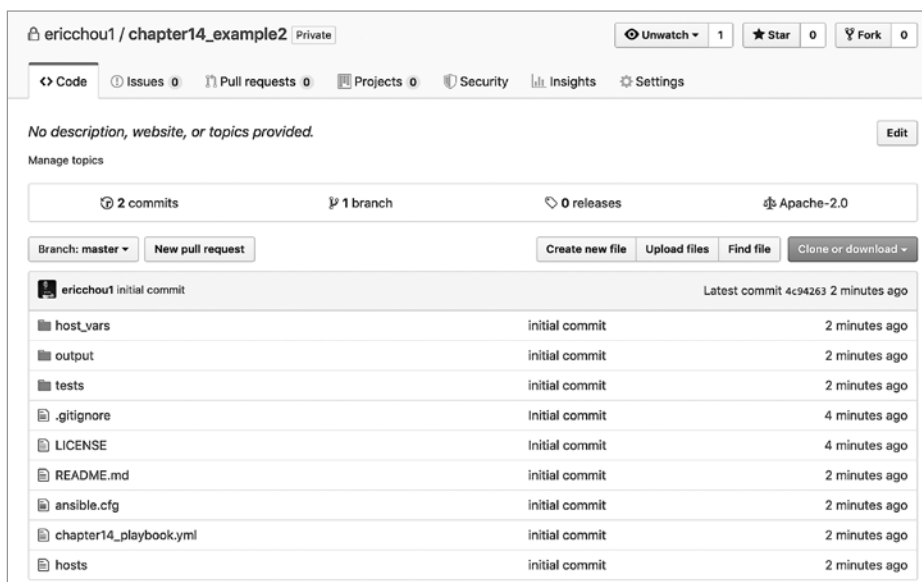 ericchou1 / chapter14_example2 Private Unwatch 1 Star 0 Fork 0
Code Issues 0 Pull requests 0 Projects 0 Security Insights Settings
No description, website, or topics provided. Edit
Manage topics
2 commits 1 branch 0 releases Apache-2.0
Branch: master New pull request Create new file Upload files Find file Clone or download
ericchou1 initial commit Latest commit 4c94263 2 minutes ago
host_vars initial commit 2 minutes ago
output initial commit 2 minutes ago
tests initial commit 2 minutes ago
.gitignore Initial commit 4 minutes ago
LICENSE Initial commit 4 minutes ago
README.md initial commit 2 minutes ago
ansible.cfg initial commit 2 minutes ago
chapter14_playbook.yml initial commit 2 minutes ago
hosts initial commit 2 minutes ago